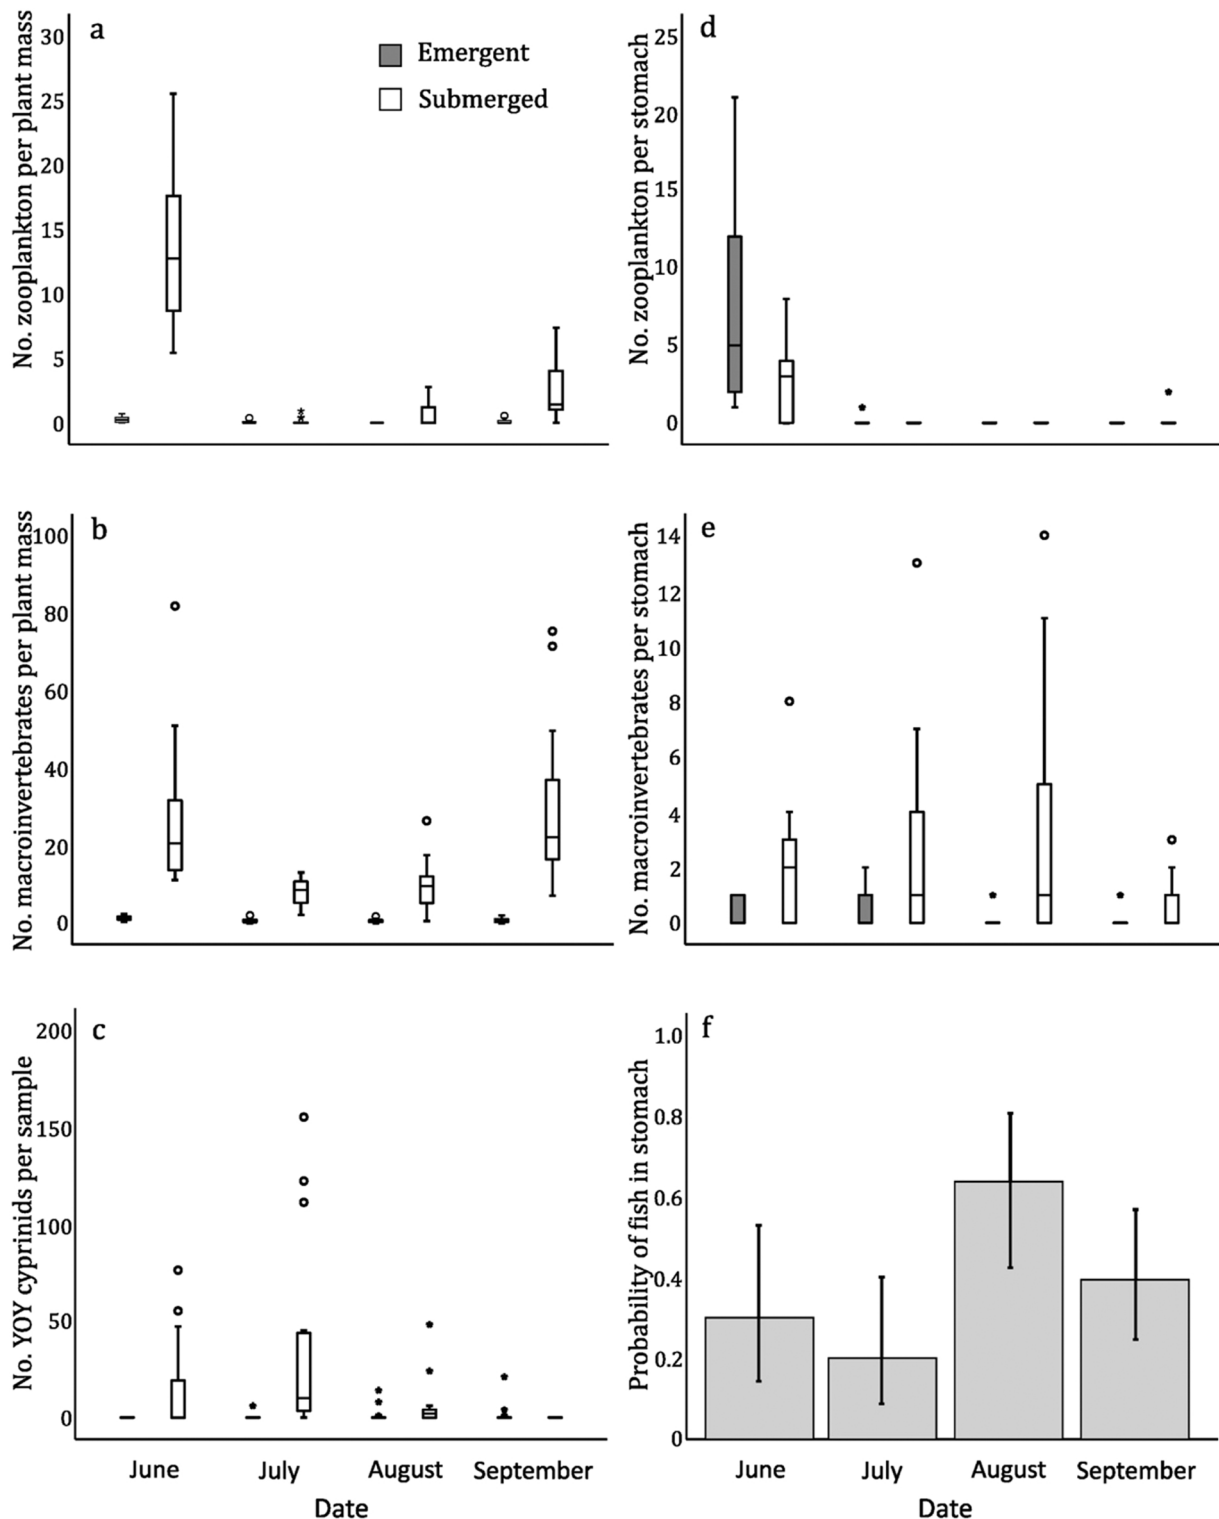 a
No. zooplankton per plant mass
30
25
20
15
10
5
0
Emergent
Submerged
d
No. zooplankton per stomach
25
20
15
10
5
0
b
No. macroinvertebrates per plant mass
100
80
60
40
20
0
e
No. macroinvertebrates per stomach
14
12
10
8
6
4
2
0
c
No. YOY cyprinids per sample
200
150
100
50
0
June July August September
Date
f
Probability of fish in stomach
1.0
0.8
0.6
0.4
0.2
0
June July August September
Date